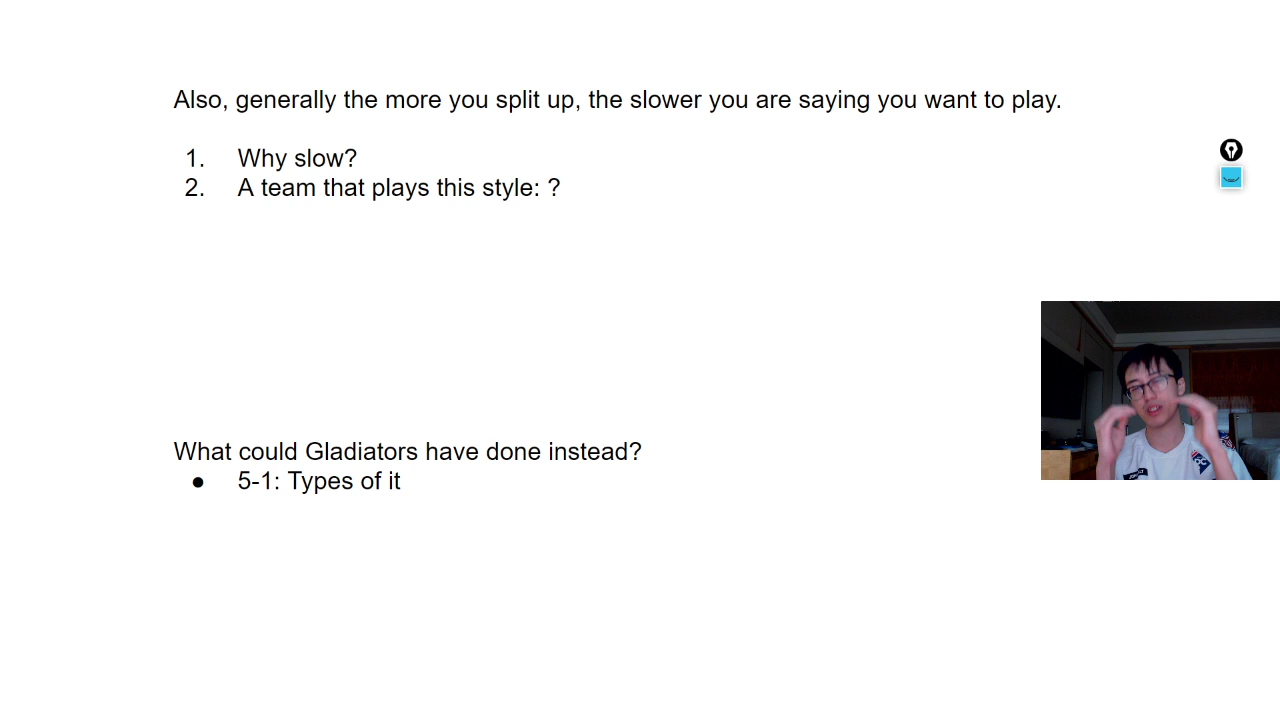 Also, generally the more you split up, the slower you are saying you want to play.
1. Why slow?
2. A team that plays this style: ?
What could Gladiators have done instead?
● 5-1: Types of it